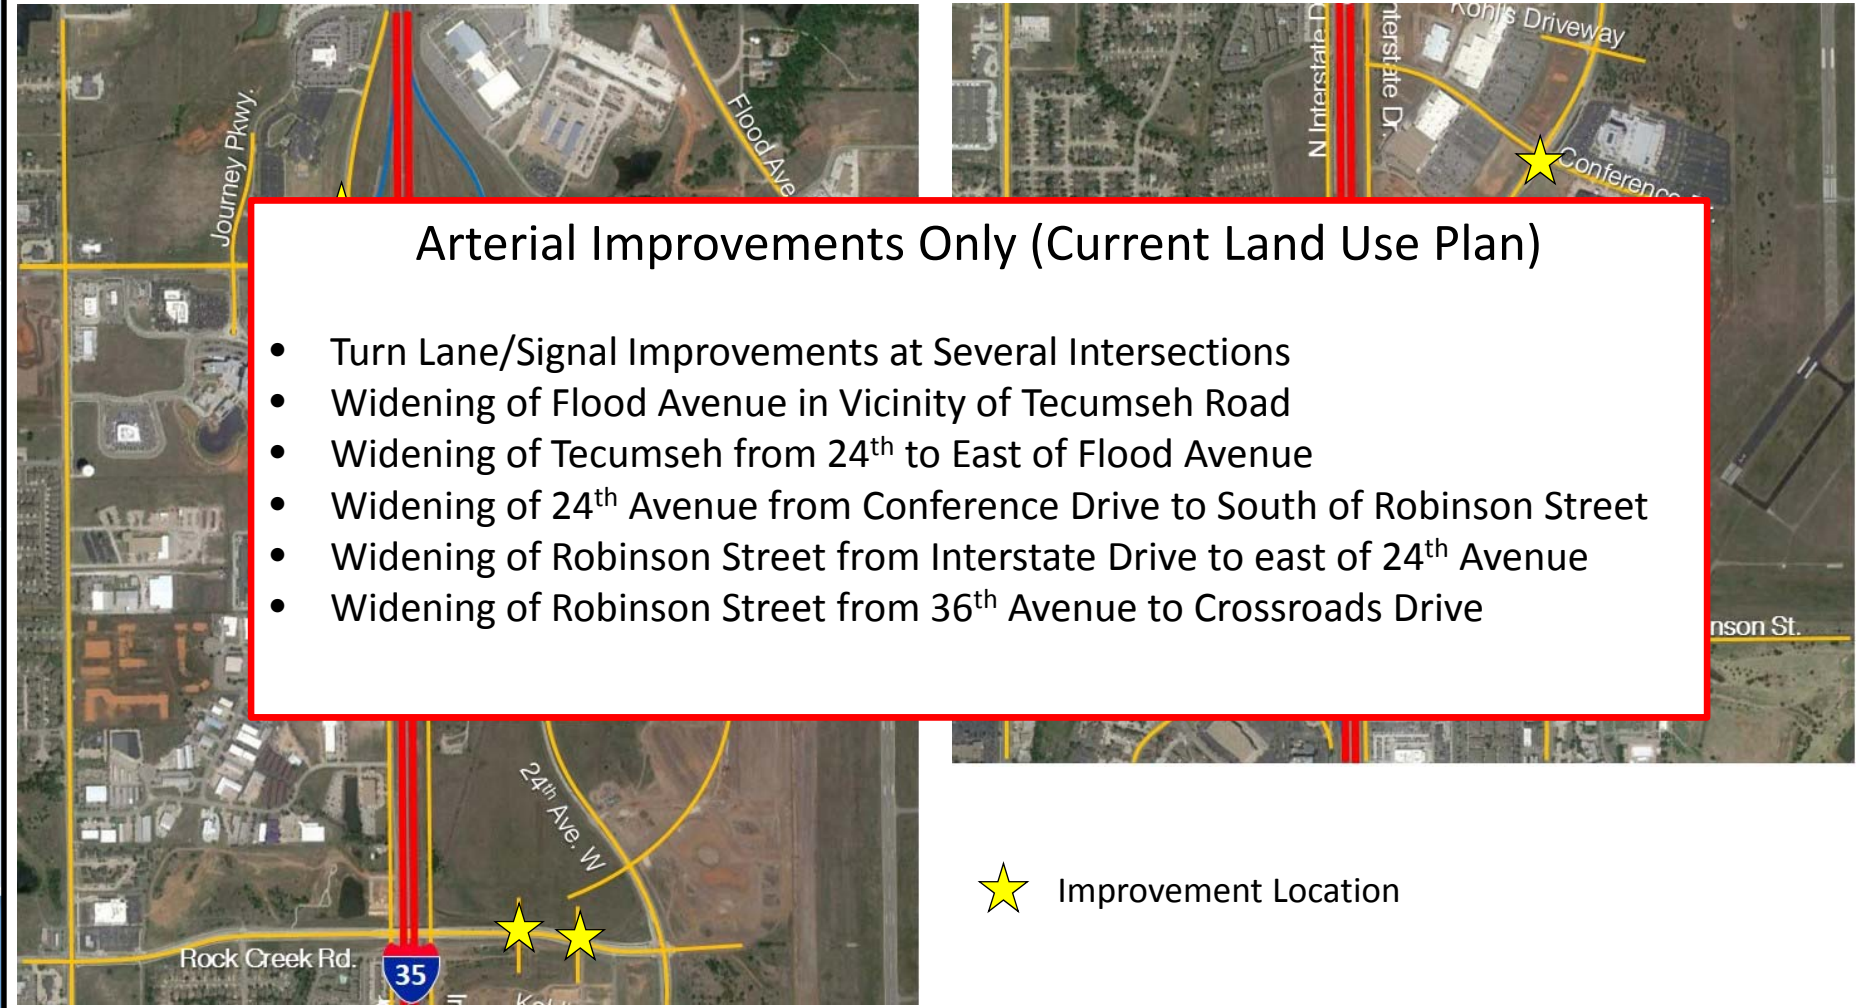 Journey Pkwy.
Flood Ave
N Interstate D
nterstate Dr.
Kohl's Driveway
Conference
Arterial Improvements Only (Current Land Use Plan)
• Turn Lane/Signal Improvements at Several Intersections
• Widening of Flood Avenue in Vicinity of Tecumseh Road
• Widening of Tecumseh from 24th to East of Flood Avenue
• Widening of 24th Avenue from Conference Drive to South of Robinson Street
• Widening of Robinson Street from Interstate Drive to east of 24th Avenue
• Widening of Robinson Street from 36th Avenue to Crossroads Drive
nson St.
24th Ave. W
Rock Creek Rd.
35
Improvement Location